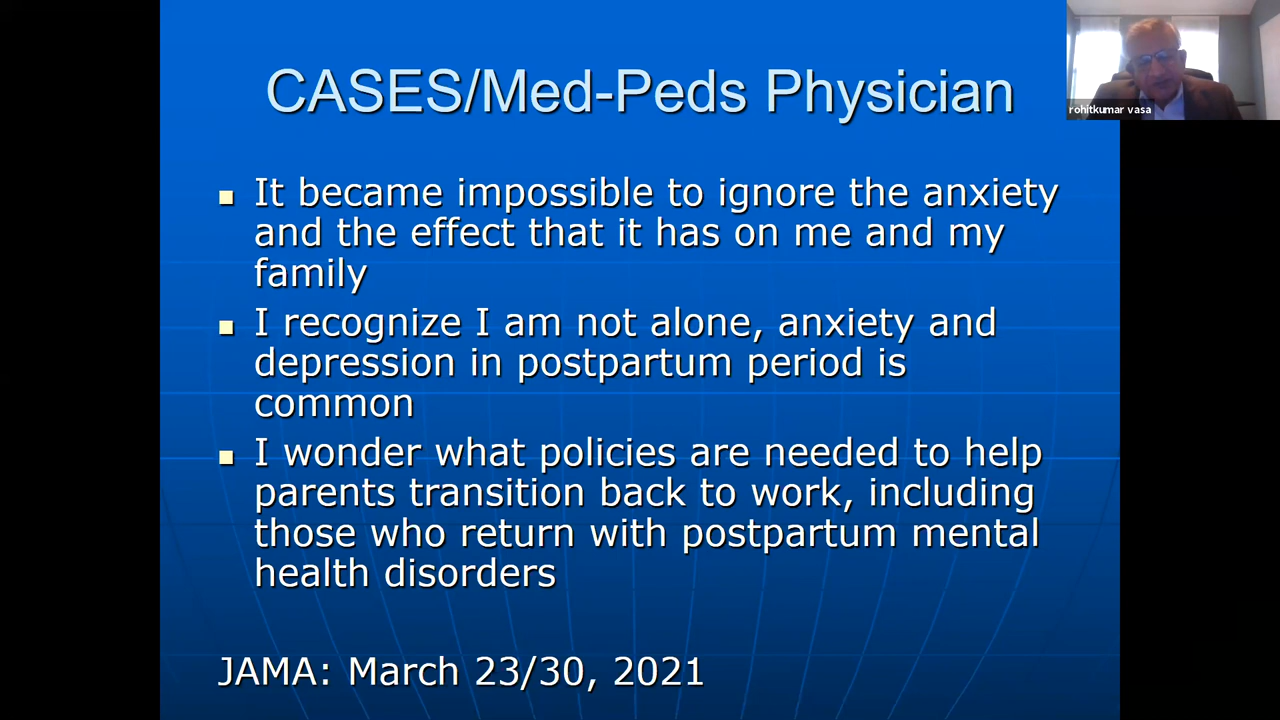 CASES/Med-Peds Physician
rohitkumar vasa
It became impossible to ignore the anxiety
and the effect that it has on me and my
family
I recognize I am not alone, anxiety and
depression in postpartum period is
common
I wonder what policies are needed to help
parents transition back to work, including
those who return with postpartum mental
health disorders
JAMA: March 23/30, 2021